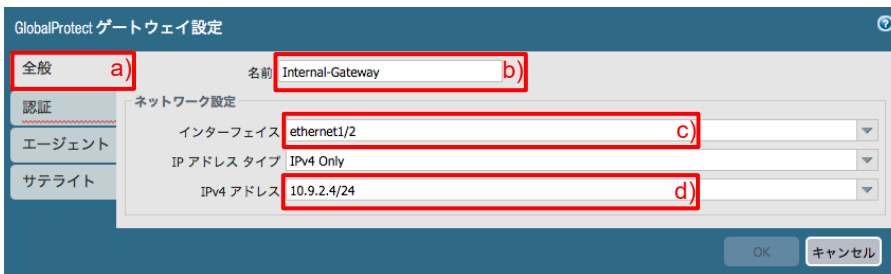 GlobalProtect ゲートウェイ設定
全般 a)
名前 Internal-Gateway b)
認証
ネットワーク設定
インターフェイス ethernet1/2 c)
エージェント
IP アドレス タイプ IPv4 Only
サテライト
IPv4 アドレス 10.9.2.4/24 d)
OK キャンセル